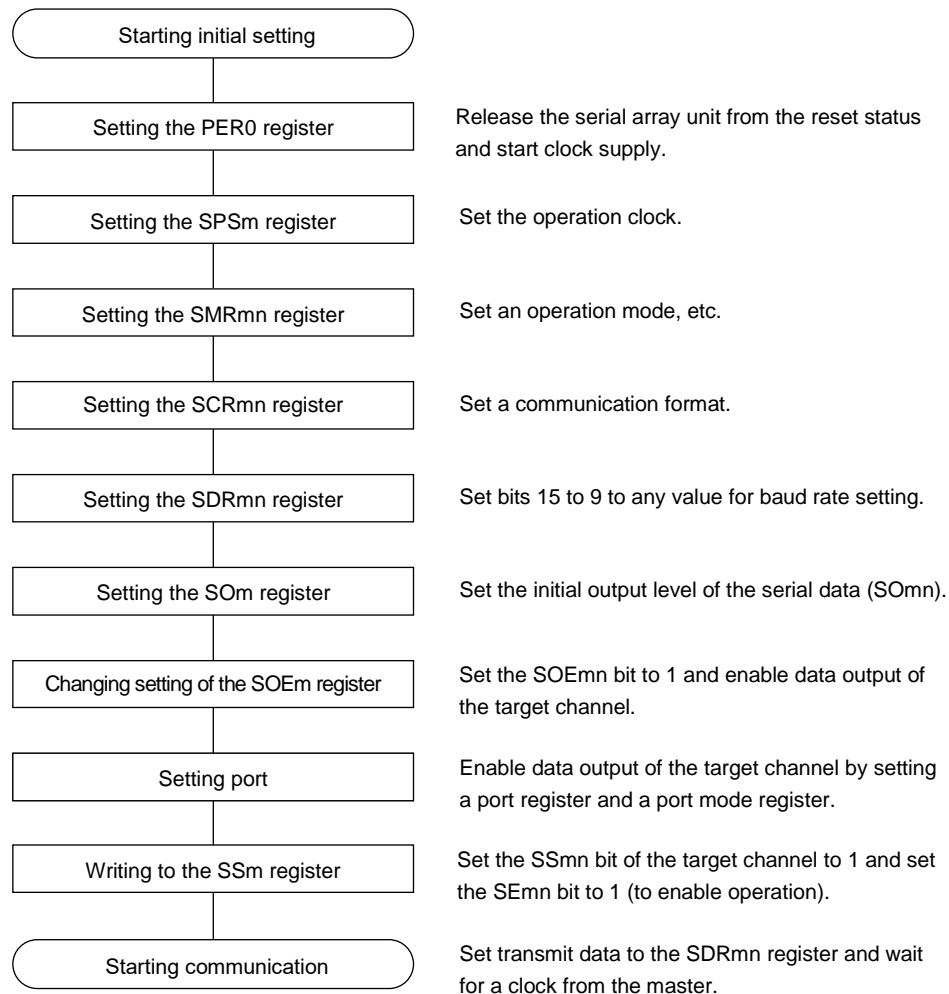 Starting initial setting
Setting the PER0 register
Release the serial array unit from the reset status
and start clock supply.
Setting the SPSm register
Set the operation clock.
Setting the SMRmn register
Set an operation mode, etc.
Setting the SCRmn register
Set a communication format.
Setting the SDRmn register
Set bits 15 to 9 to any value for baud rate setting.
Setting the SOm register
Set the initial output level of the serial data (SOmn).
Changing setting of the SOEm register
Set the SOEmn bit to 1 and enable data output of
the target channel.
Setting port
Enable data output of the target channel by setting
a port register and a port mode register.
Writing to the SSm register
Set the SSmn bit of the target channel to 1 and set
the SEmn bit to 1 (to enable operation).
Starting communication
Set transmit data to the SDRmn register and wait
for a clock from the master.